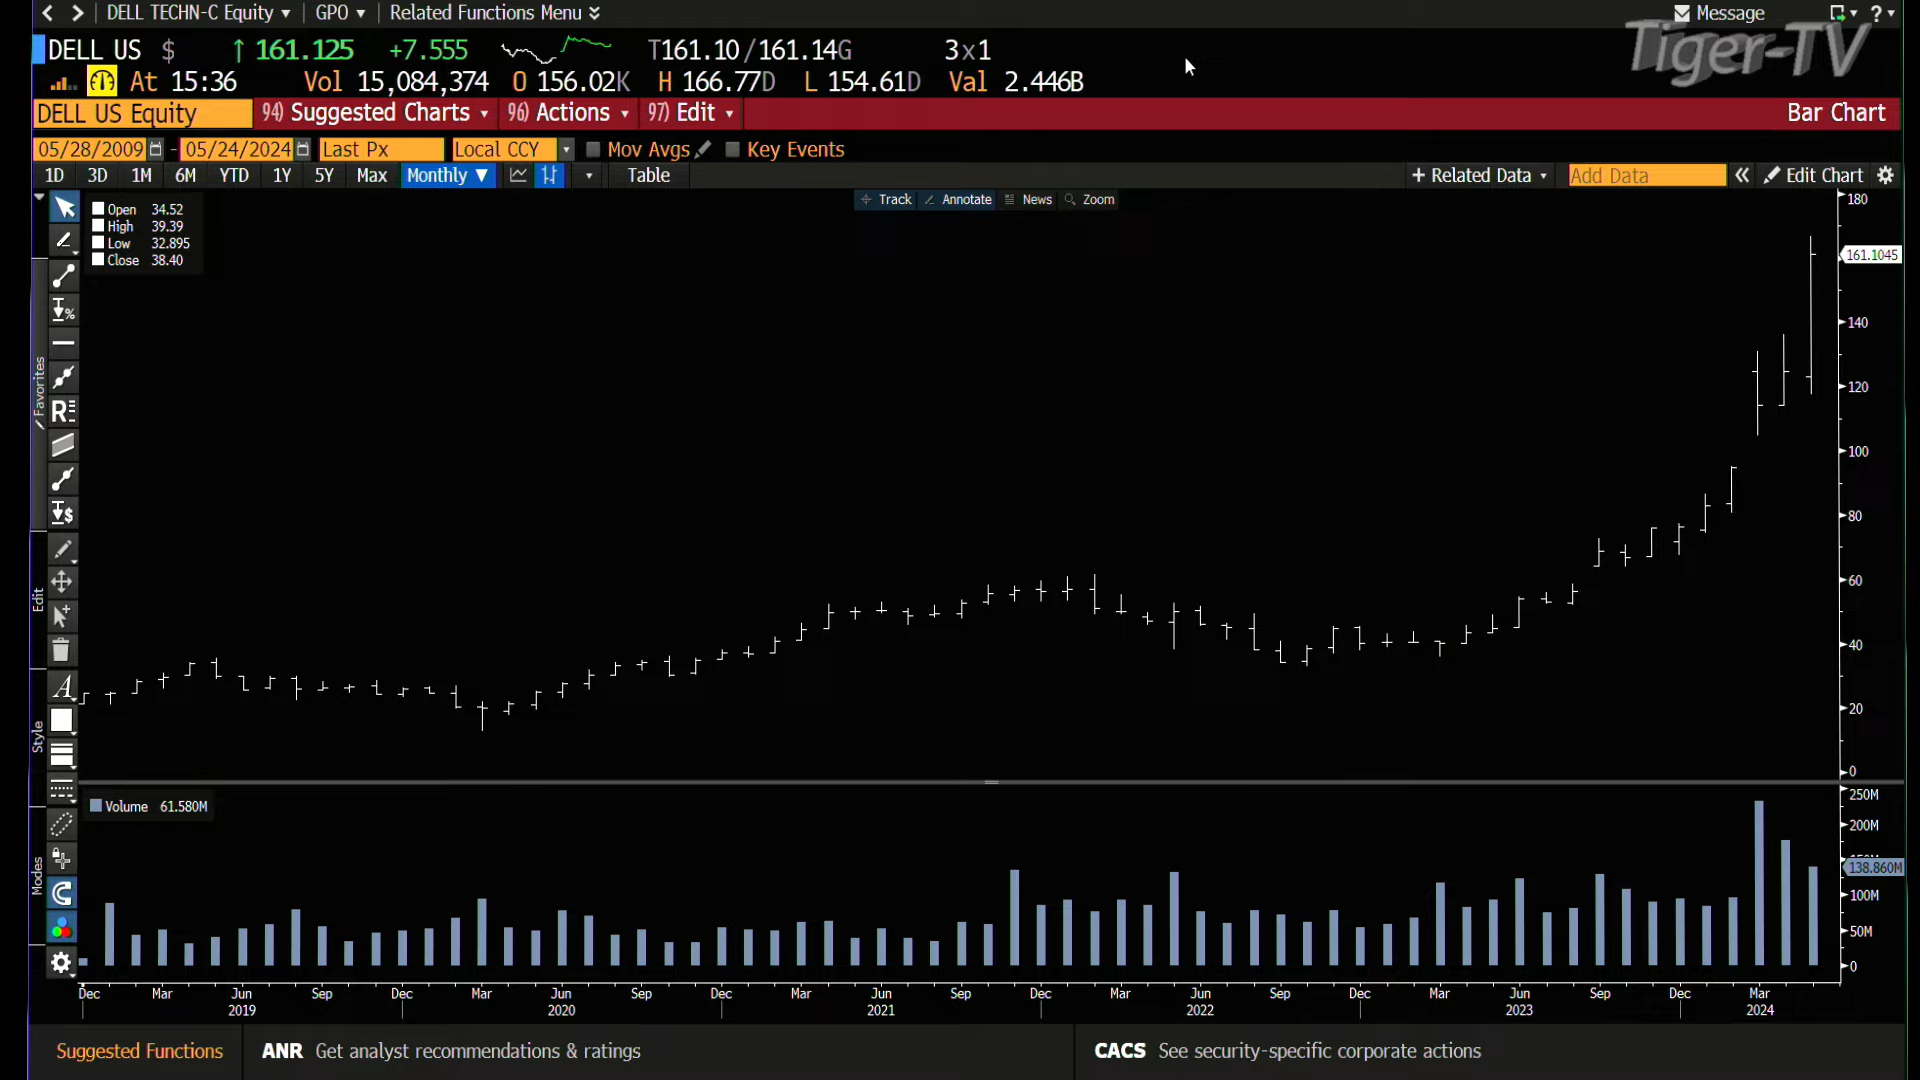 DELL TECHN-C Equity GPO Related Functions Menu Message ?
Tiger-TV
DELL US $ ↑ 161.125 +7.555 T161.10 / 161.14G 3x1
At 15:36 Vol 15,084,374 O 156.02K H 166.77D L 154.61D Val 2.446B
DELL US Equity 94) Suggested Charts 96) Actions 97) Edit Bar Chart
05/28/2009 - 05/24/2024 Last Px Local CCY Mov Avgs Key Events
1D 3D 1M 6M YTD 1Y 5Y Max Monthly ▼ Table + Related Data Add Data « Edit Chart
Track Annotate News Zoom
Open 34.52
High 39.39
Low 32.895
Close 38.40
Favorites
Edit
Style
Modes
180
161.1045
140
120
100
80
60
40
20
0
Volume 61.580M
250M
200M
138.860M
100M
50M
0
Dec Mar Jun Sep Dec Mar Jun Sep Dec Mar Jun Sep Dec Mar Jun Sep Dec Mar Jun Sep Dec Mar
2019 2020 2021 2022 2023 2024
Suggested Functions ANR Get analyst recommendations & ratings CACS See security-specific corporate actions